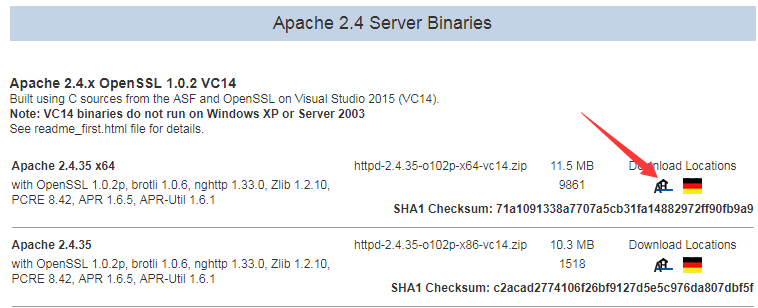 Apache 2.4 Server Binaries
Apache 2.4.x OpenSSL 1.0.2 VC14
Built using C sources from the ASF and OpenSSL on Visual Studio 2015 (VC14).
Note: VC14 binaries do not run on Windows XP or Server 2003
See readme_first.html file for details.
Apache 2.4.35 x64 httpd-2.4.35-o102p-x64-vc14.zip 11.5 MB Download Locations
with OpenSSL 1.0.2p, brotli 1.0.6, nghttp 1.33.0, Zlib 1.2.10, 9861
PCRE 8.42, APR 1.6.5, APR-Util 1.6.1
SHA1 Checksum: 71a1091338a7707a5cb31fa14882972ff90fb9a9
Apache 2.4.35 httpd-2.4.35-o102p-x86-vc14.zip 10.3 MB Download Locations
with OpenSSL 1.0.2p, brotli 1.0.6, nghttp 1.33.0, Zlib 1.2.10, 1518
PCRE 8.42, APR 1.6.5, APR-Util 1.6.1
SHA1 Checksum: c2acad2774106f26bf9127d5e5c976da807dbf5f